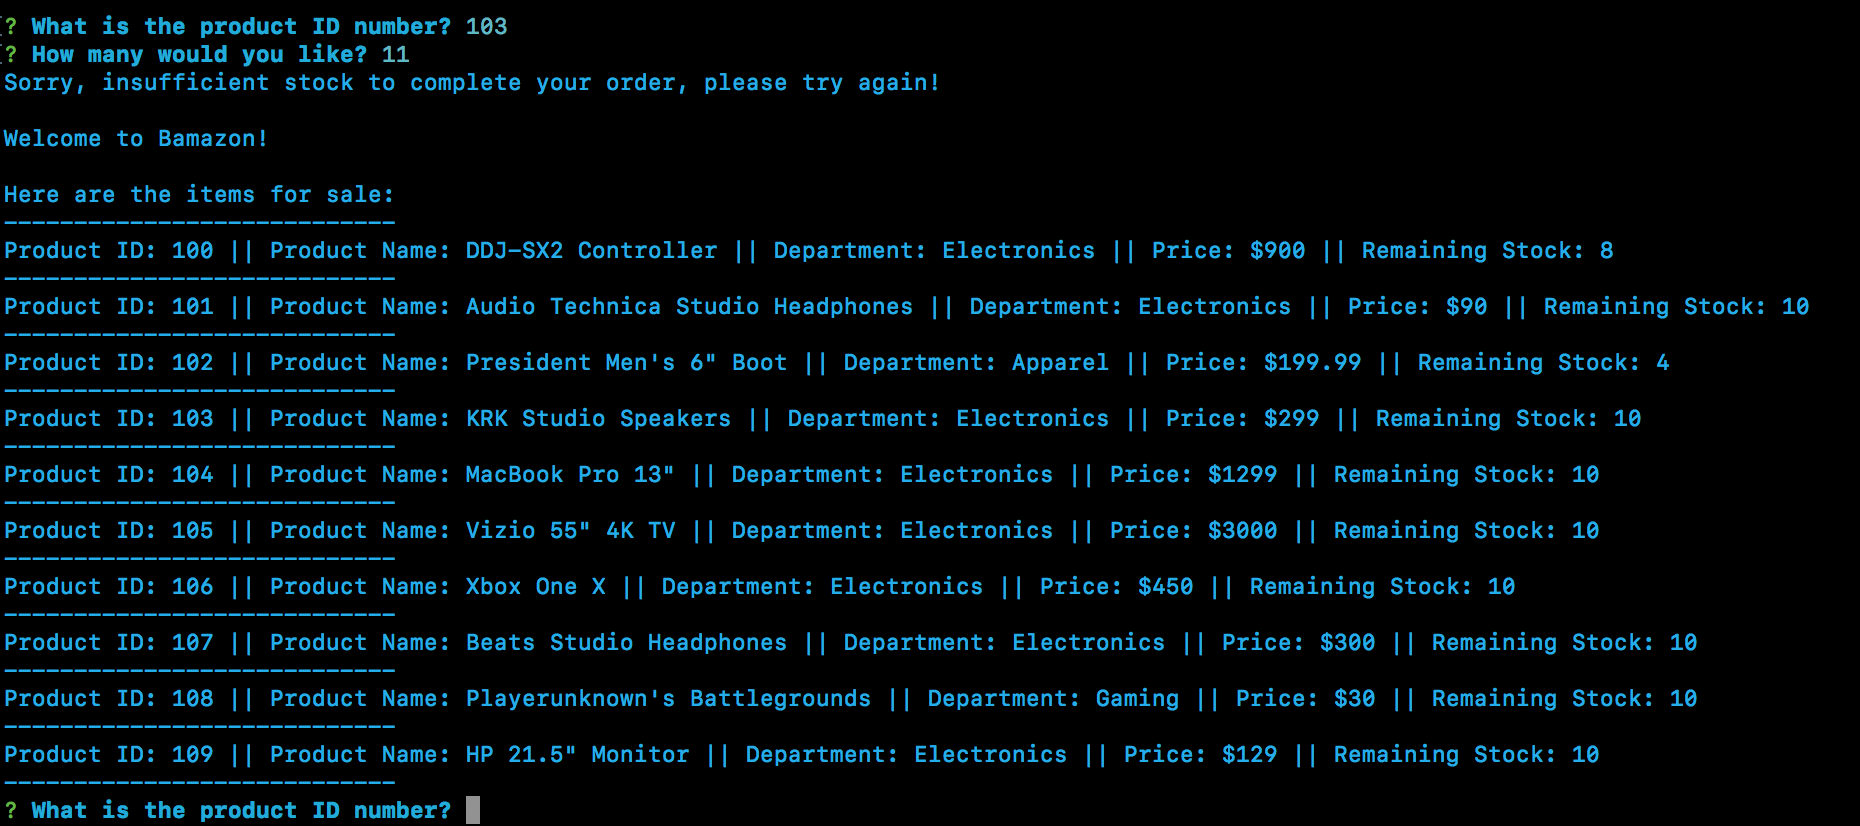 ? What is the product ID number? 103
? How many would you like? 11
Sorry, insufficient stock to complete your order, please try again!
Welcome to Bamazon!
Here are the items for sale:
----------------------------
Product ID: 100 || Product Name: DDJ-SX2 Controller || Department: Electronics || Price: $900 || Remaining Stock: 8
----------------------------
Product ID: 101 || Product Name: Audio Technica Studio Headphones || Department: Electronics || Price: $90 || Remaining Stock: 10
----------------------------
Product ID: 102 || Product Name: President Men's 6" Boot || Department: Apparel || Price: $199.99 || Remaining Stock: 4
----------------------------
Product ID: 103 || Product Name: KRK Studio Speakers || Department: Electronics || Price: $299 || Remaining Stock: 10
----------------------------
Product ID: 104 || Product Name: MacBook Pro 13" || Department: Electronics || Price: $1299 || Remaining Stock: 10
----------------------------
Product ID: 105 || Product Name: Vizio 55" 4K TV || Department: Electronics || Price: $3000 || Remaining Stock: 10
----------------------------
Product ID: 106 || Product Name: Xbox One X || Department: Electronics || Price: $450 || Remaining Stock: 10
----------------------------
Product ID: 107 || Product Name: Beats Studio Headphones || Department: Electronics || Price: $300 || Remaining Stock: 10
----------------------------
Product ID: 108 || Product Name: Playerunknown's Battlegrounds || Department: Gaming || Price: $30 || Remaining Stock: 10
----------------------------
Product ID: 109 || Product Name: HP 21.5" Monitor || Department: Electronics || Price: $129 || Remaining Stock: 10
----------------------------
? What is the product ID number?